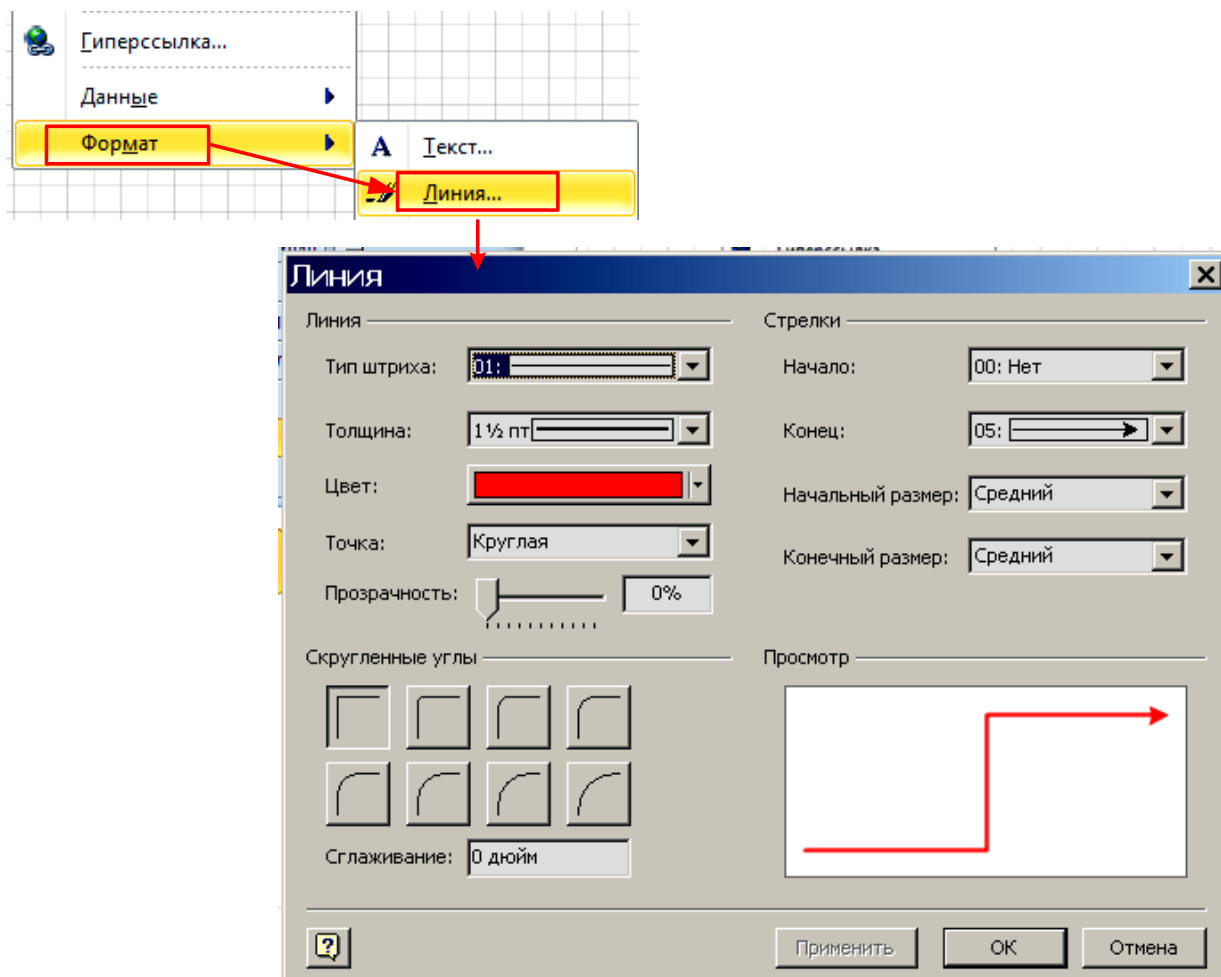 Гиперссылка...
Данные
Формат
Текст...
Линия...
Линия
Линия
Тип штриха: 01:
Толщина: 1½ пт
Цвет:
Точка: Круглая
Прозрачность: 0%
Скругленные углы
Сглаживание: 0 дюйм
Стрелки
Начало: 00: Нет
Конец: 05:
Начальный размер: Средний
Конечный размер: Средний
Просмотр
Применить ОК Отмена